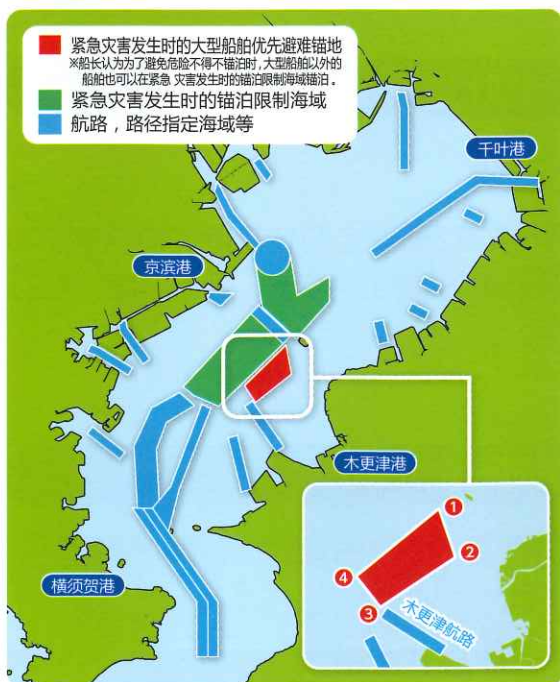 紧急灾害发生时的大型船舶优先避难锚地
※船长认为为了避免危险不得不锚泊时，大型船舶以外的
船舶也可以在紧急 灾害发生时的锚泊限制海域锚泊。
紧急灾害发生时的锚泊限制海域
航路，路径指定海域等
千叶港
京滨港
木更津港
横须贺港
1
2
4
3
木更津航路